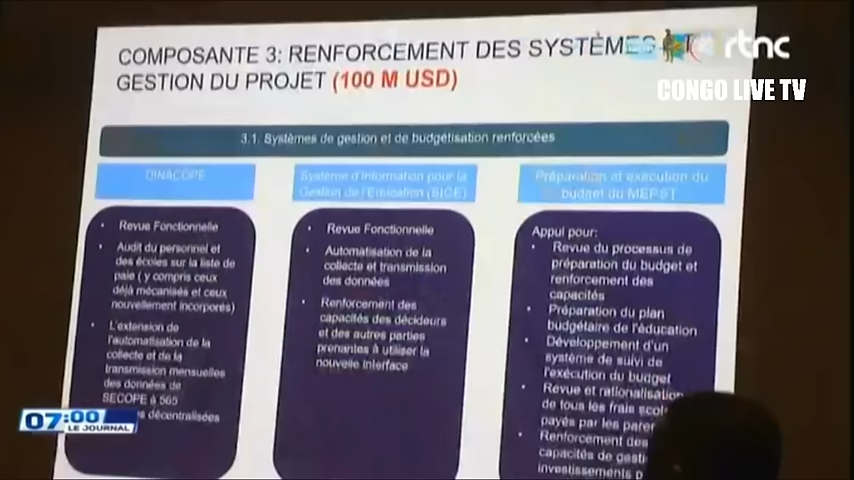 COMPOSANTE 3: RENFORCEMENT DES SYSTÈMES
GESTION DU PROJET (100 M USD)
rtnc
CONGO LIVE TV
3.1. Systèmes de gestion et de budgétisation renforcées
DINACOPE
• Revue Fonctionnelle
• Audit du personnel et
des écoles sur la liste de
paie ( y compris ceux
déjà mécanisés et ceux
nouvellement incorporés)
• L'extension de
l'automatisation de la
collecte et de la
transmission mensuelles
des données de
SECOPE à 565
décentralisées
Système d'Information pour la
Gestion de l'Education (SIGE)
• Revue Fonctionnelle
• Automatisation de la
collecte et transmission
des données
• Renforcement des
capacités des décideurs
et des autres parties
prenantes à utiliser la
nouvelle interface
Préparation et exécution du
budget du MEPST
Appui pour:
• Revue du processus de
préparation du budget et
renforcement des
capacités
• Préparation du plan
budgétaire de l'éducation
• Développement d'un
système de suivi de
l'exécution du budget
• Revue et rationalisation
de tous les frais
payés par les
• Renforcement des
capacités de
investissements
07:00
LE JOURNAL